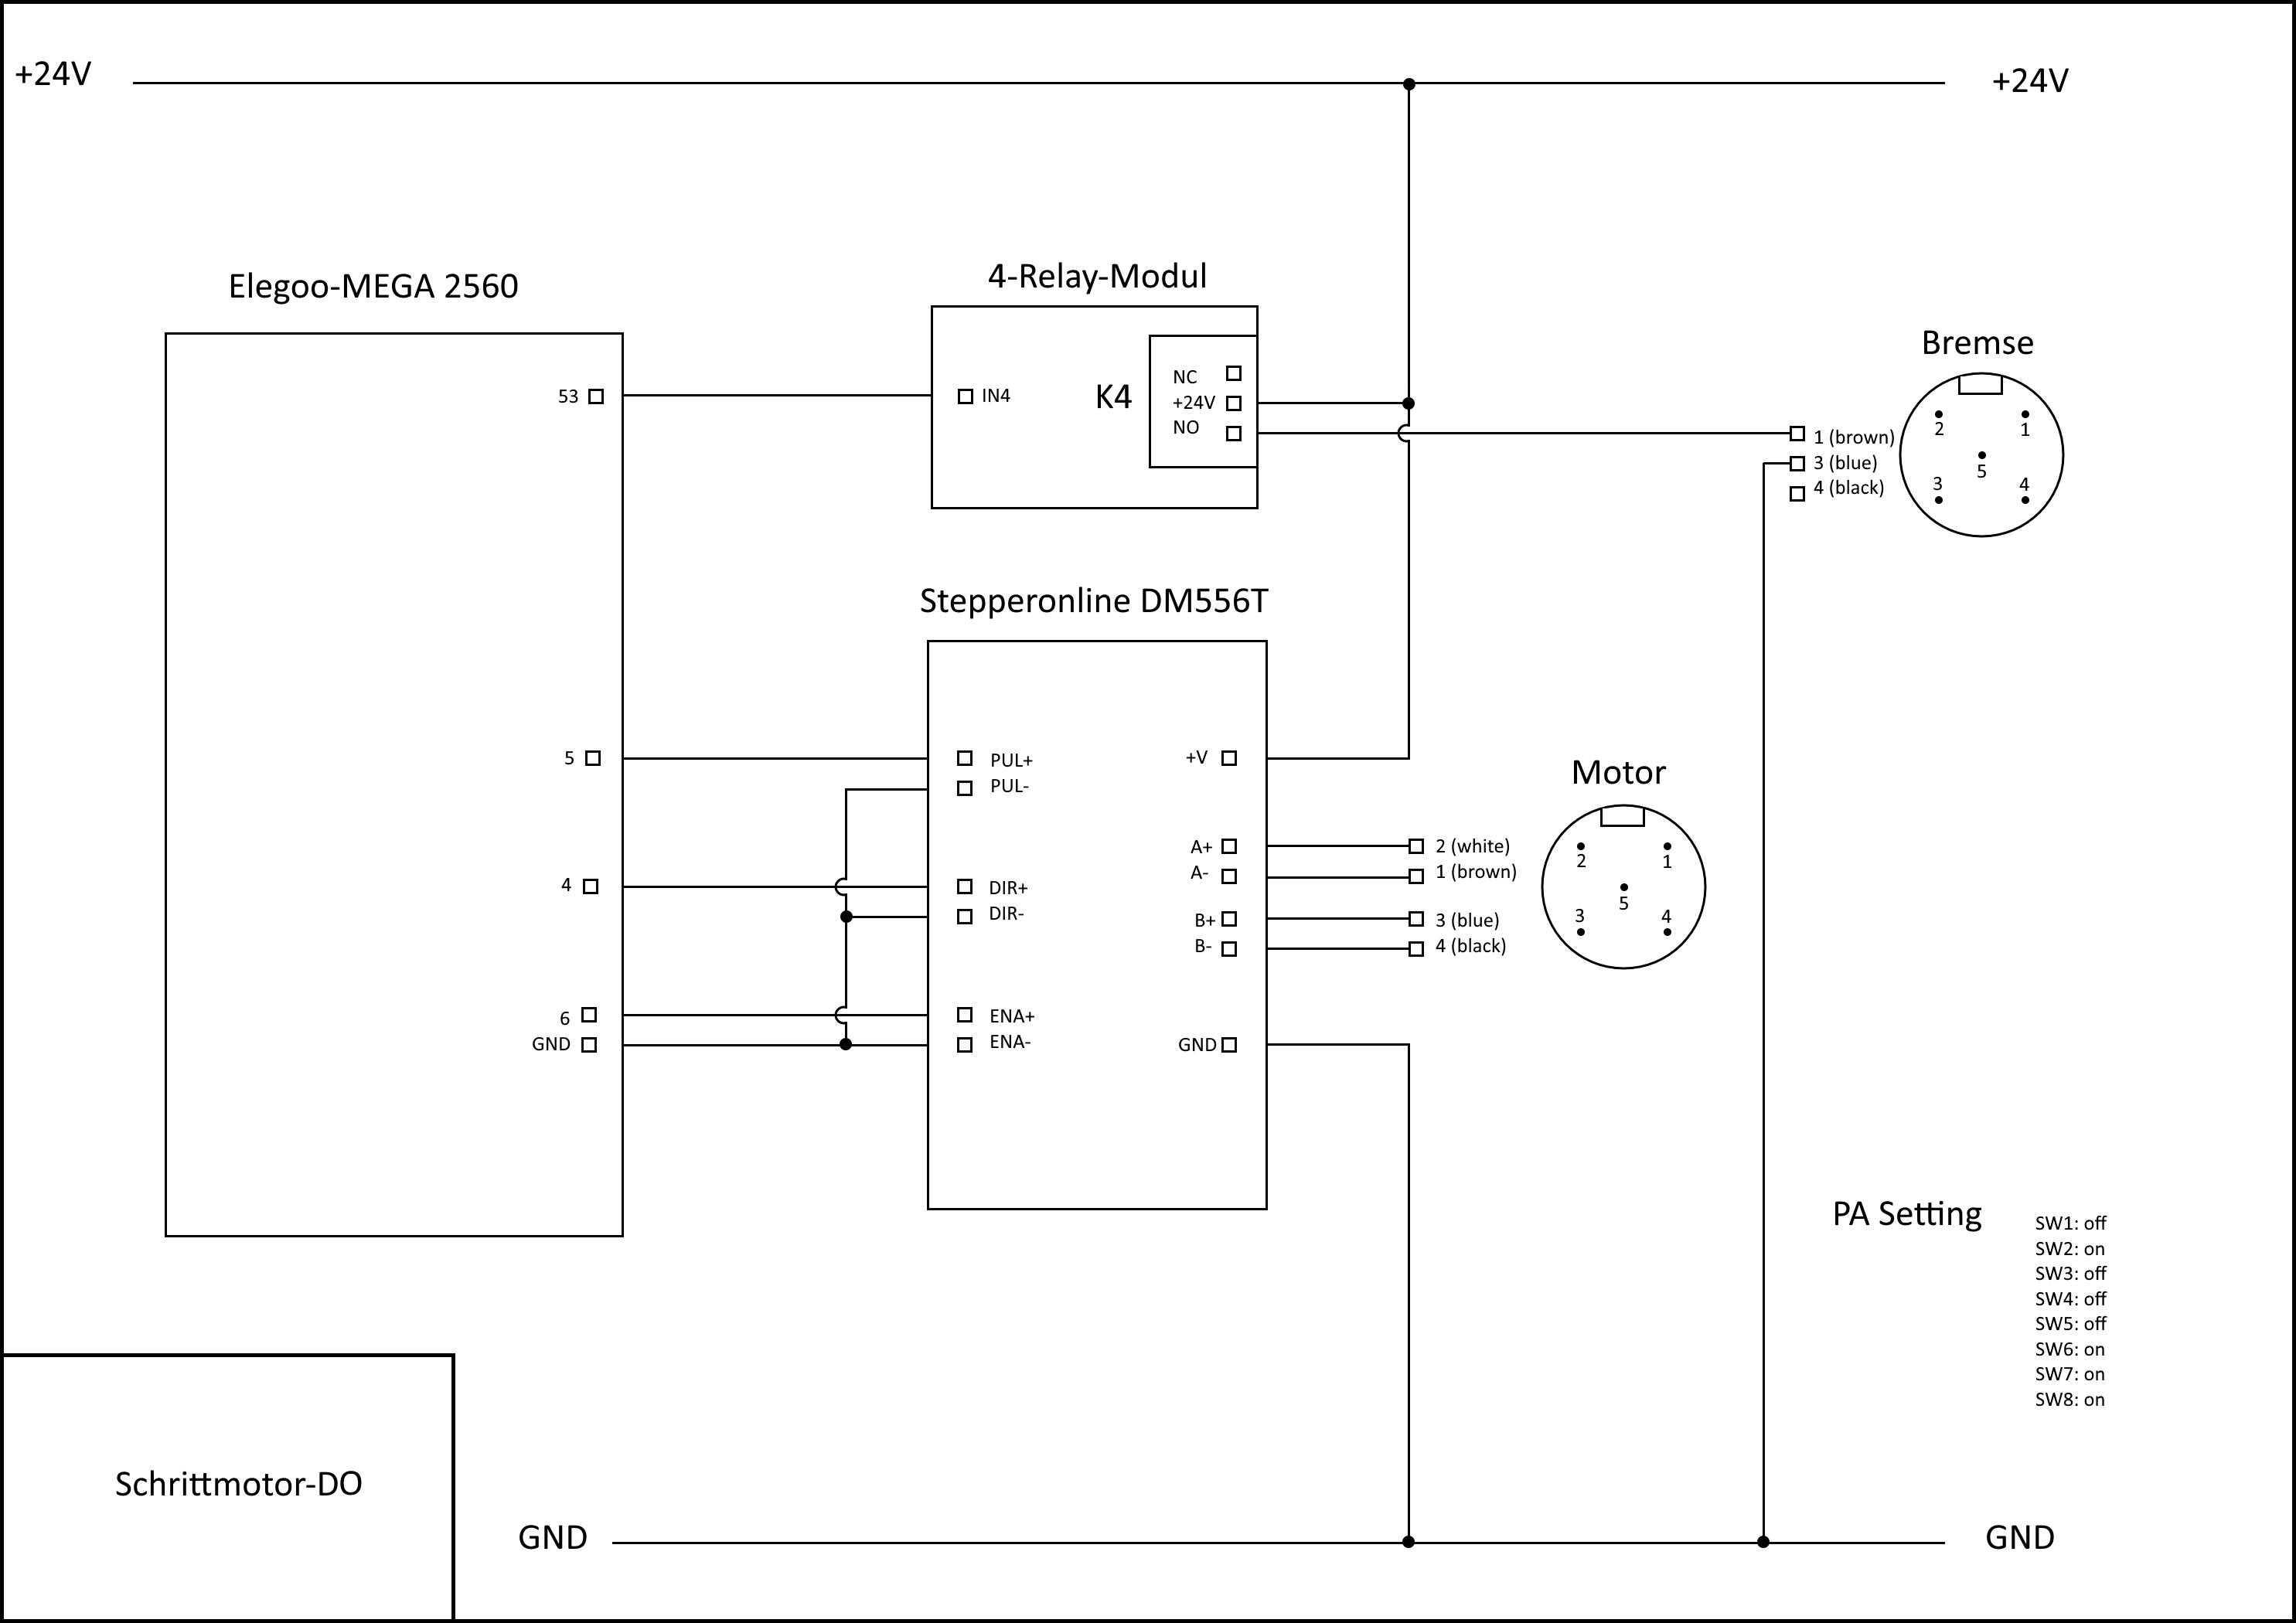 +24V
+24V
Elegoo-MEGA 2560
4-Relay-Modul
Bremse
53
IN4
K4
NC
+24V
NO
1 (brown)
3 (blue)
4 (black)
2
1
5
3
4
Stepperonline DM556T
5
PUL+
PUL-
+V
Motor
4
DIR+
DIR-
A+
A-
B+
B-
2 (white)
1 (brown)
3 (blue)
4 (black)
2
1
5
3
4
6
GND
ENA+
ENA-
GND
PA Setting
SW1: off
SW2: on
SW3: off
SW4: off
SW5: off
SW6: on
SW7: on
SW8: on
Schrittmotor-DO
GND
GND